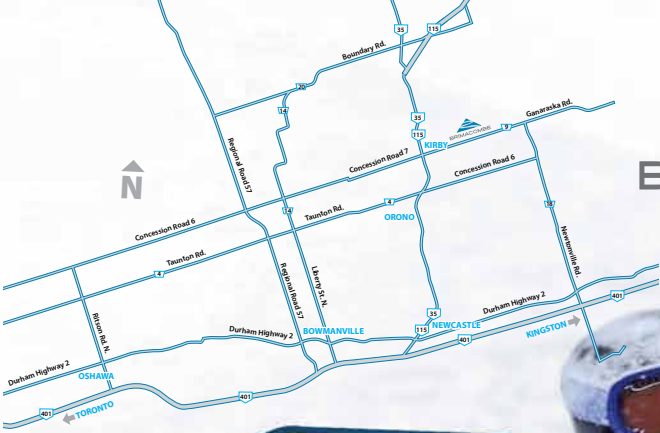 35
115
Boundary Rd.
20
14
35
115
BRIMACOMBE
9
Ganaraska Rd.
KIRBY
Regional Road 57
Concession Road 7
Concession Road 6
N
E
4
18
14
Taunton Rd.
ORONO
Concession Road 6
Taunton Rd.
4
Newtonville Rd.
Regional Road 57
Liberty St. N.
Ritson Rd. N.
35
Durham Highway 2
401
115
NEWCASTLE
KINGSTON
Durham Highway 2
BOWMANVILLE
401
Durham Highway 2
OSHAWA
401
401
TORONTO